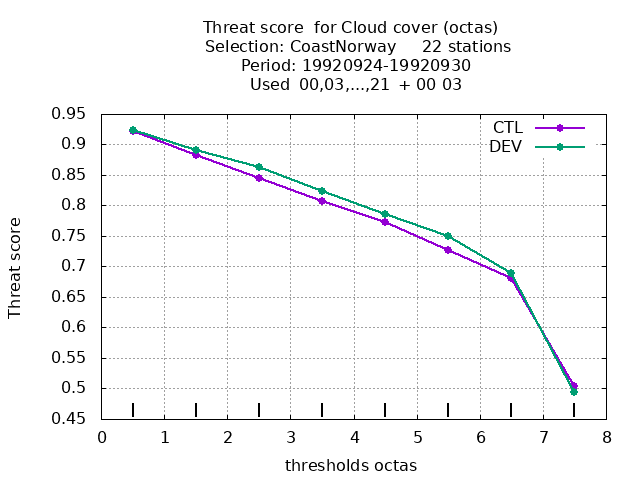 Threat score  for Cloud cover (octas)
Selection: CoastNorway     22 stations
Period: 19920924-19920930
Used  00,03,...,21  + 00 03
CTL
DEV
Threat score
0.95
0.9
0.85
0.8
0.75
0.7
0.65
0.6
0.55
0.5
0.45
0 1 2 3 4 5 6 7 8
thresholds octas